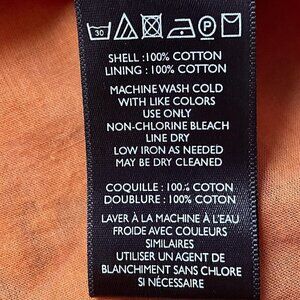 30
P
SHELL : 100% COTTON
LINING : 100% COTTON
MACHINE WASH COLD
WITH LIKE COLORS
USE ONLY
NON-CHLORINE BLEACH
LINE DRY
LOW IRON AS NEEDED
MAY BE DRY CLEANED
COQUILLE : 100% COTON
DOUBLURE : 100% COTON
LAVER À LA MACHINE À L'EAU
FROIDE AVEC COULEURS
SIMILAIRES
UTILISER UN AGENT DE
BLANCHIMENT SANS CHLORE
SI NÉCESSAIRE